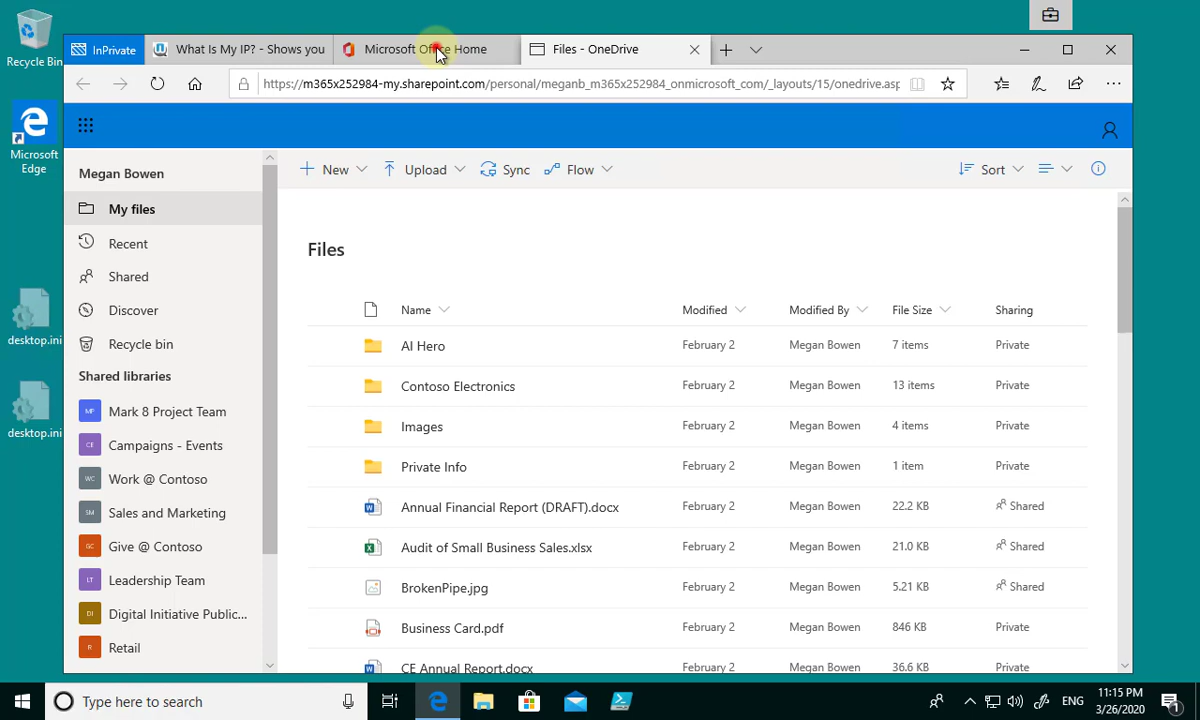 Recycle Bin
InPrivate
What Is My IP? - Shows you
Microsoft Office Home
Files - OneDrive
https://m365x252984-my.sharepoint.com/personal/meganb_m365x252984_onmicrosoft_com/_layouts/15/onedrive.asp
Microsoft
Edge
Megan Bowen
My files
Recent
Shared
Discover
Recycle bin
Shared libraries
MP Mark 8 Project Team
CE Campaigns - Events
WC Work @ Contoso
SM Sales and Marketing
GC Give @ Contoso
LT Leadership Team
DI Digital Initiative Public...
R Retail
desktop.ini
desktop.ini
New
Upload
Sync
Flow
Sort
Files
Name Modified Modified By File Size Sharing
AI Hero February 2 Megan Bowen 7 items Private
Contoso Electronics February 2 Megan Bowen 13 items Private
Images February 2 Megan Bowen 4 items Private
Private Info February 2 Megan Bowen 1 item Private
Annual Financial Report (DRAFT).docx February 2 Megan Bowen 22.2 KB Shared
Audit of Small Business Sales.xlsx February 2 Megan Bowen 21.0 KB Shared
BrokenPipe.jpg February 2 Megan Bowen 5.21 KB Shared
Business Card.pdf February 2 Megan Bowen 846 KB Private
CE Annual Report.docx February 2 Megan Bowen 36.6 KB Private
Type here to search
ENG
11:15 PM
3/26/2020
1